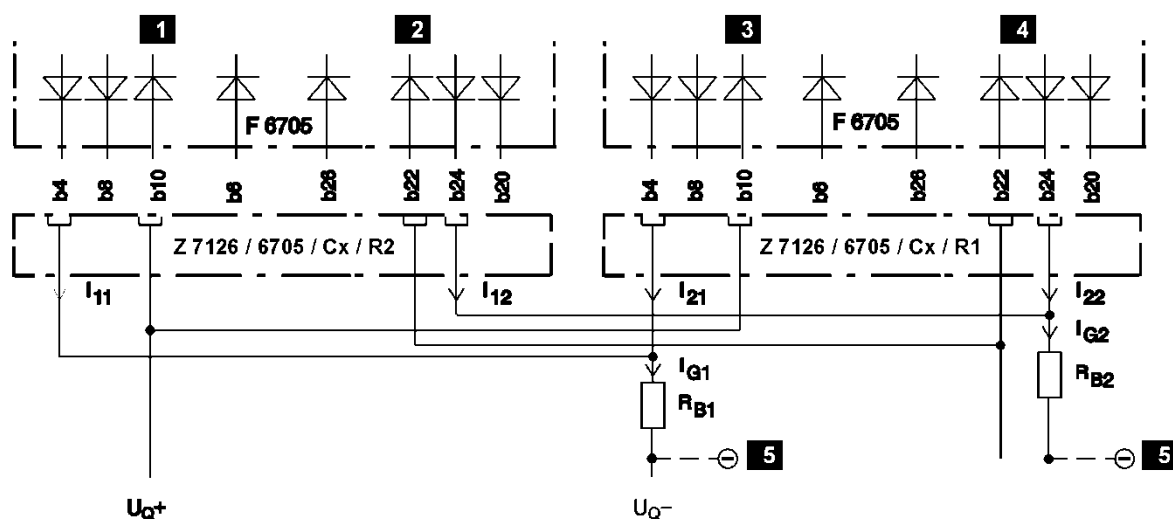 1 2 3 4
F 6705 F 6705
b4 b8 b10 b6 b26 b22 b24 b20 b4 b8 b10 b6 b26 b22 b24 b20
Z 7126 / 6705 / Cx / R2 Z 7126 / 6705 / Cx / R1
I11 I12 I21 I22
IG2
IG1 RB2
RB1
5 5
UQ+ UQ−